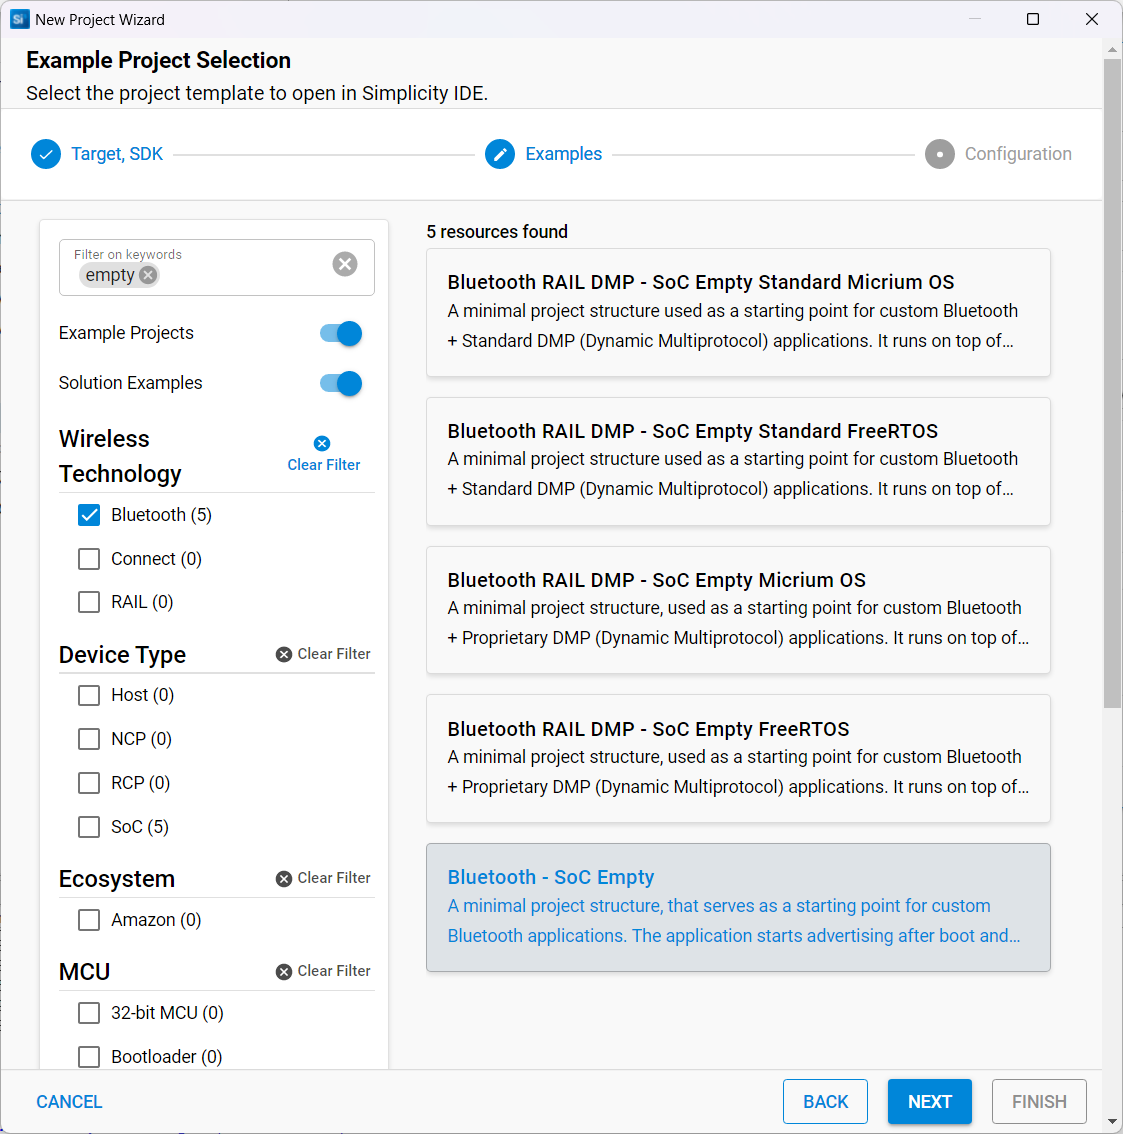 Si New Project Wizard
Example Project Selection
Select the project template to open in Simplicity IDE.
Target, SDK
Examples
Configuration
Filter on keywords
empty
Example Projects
Solution Examples
Wireless
Technology
Clear Filter
Bluetooth (5)
Connect (0)
RAIL (0)
Device Type
Clear Filter
Host (0)
NCP (0)
RCP (0)
SoC (5)
Ecosystem
Clear Filter
Amazon (0)
MCU
Clear Filter
32-bit MCU (0)
Bootloader (0)
5 resources found
Bluetooth RAIL DMP - SoC Empty Standard Micrium OS
A minimal project structure used as a starting point for custom Bluetooth
+ Standard DMP (Dynamic Multiprotocol) applications. It runs on top of...
Bluetooth RAIL DMP - SoC Empty Standard FreeRTOS
A minimal project structure used as a starting point for custom Bluetooth
+ Standard DMP (Dynamic Multiprotocol) applications. It runs on top of...
Bluetooth RAIL DMP - SoC Empty Micrium OS
A minimal project structure, used as a starting point for custom Bluetooth
+ Proprietary DMP (Dynamic Multiprotocol) applications. It runs on top of...
Bluetooth RAIL DMP - SoC Empty FreeRTOS
A minimal project structure, used as a starting point for custom Bluetooth
+ Proprietary DMP (Dynamic Multiprotocol) applications. It runs on top of...
Bluetooth - SoC Empty
A minimal project structure, that serves as a starting point for custom
Bluetooth applications. The application starts advertising after boot and...
CANCEL
BACK
NEXT
FINISH